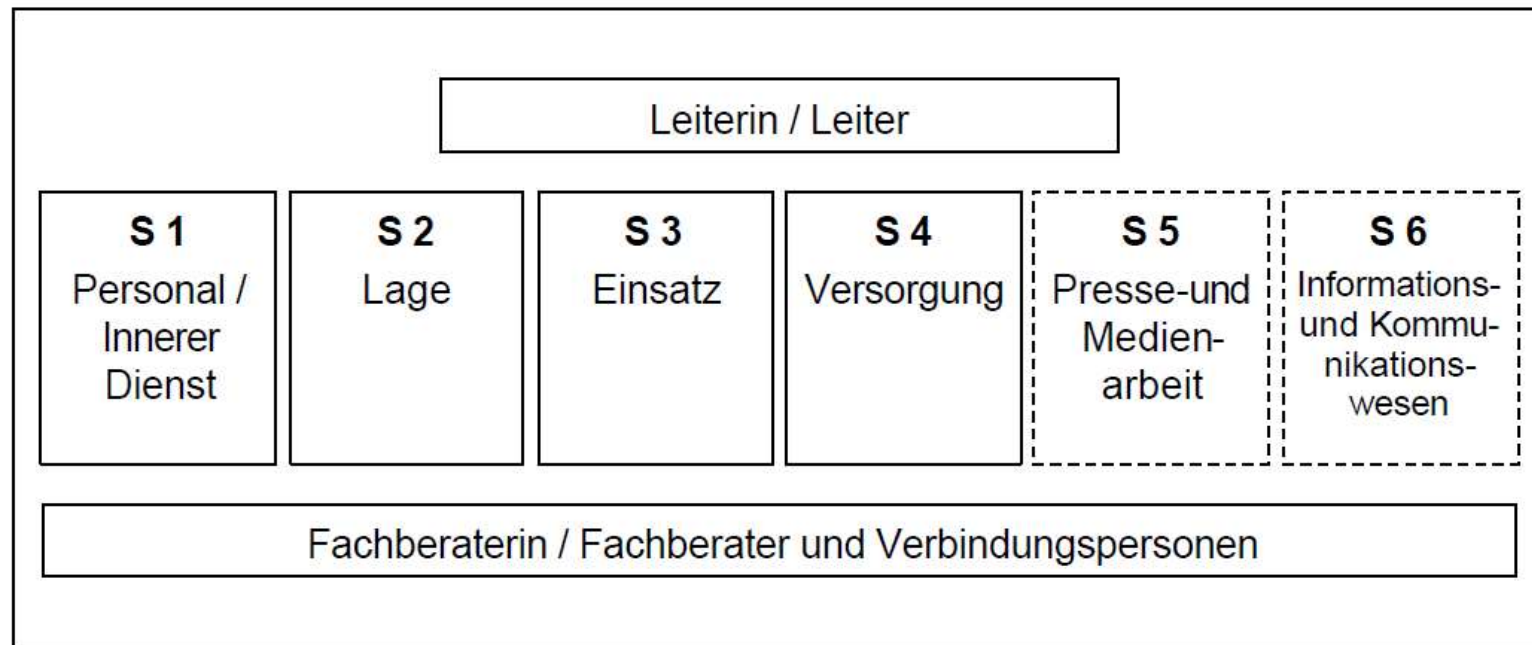 Leiterin / Leiter
S 1
Personal /
Innerer
Dienst
S 2
Lage
S 3
Einsatz
S 4
Versorgung
S 5
Presse-und
Medien-
arbeit
S 6
Informations-
und Kommu-
nikations-
wesen
Fachberaterin / Fachberater und Verbindungspersonen